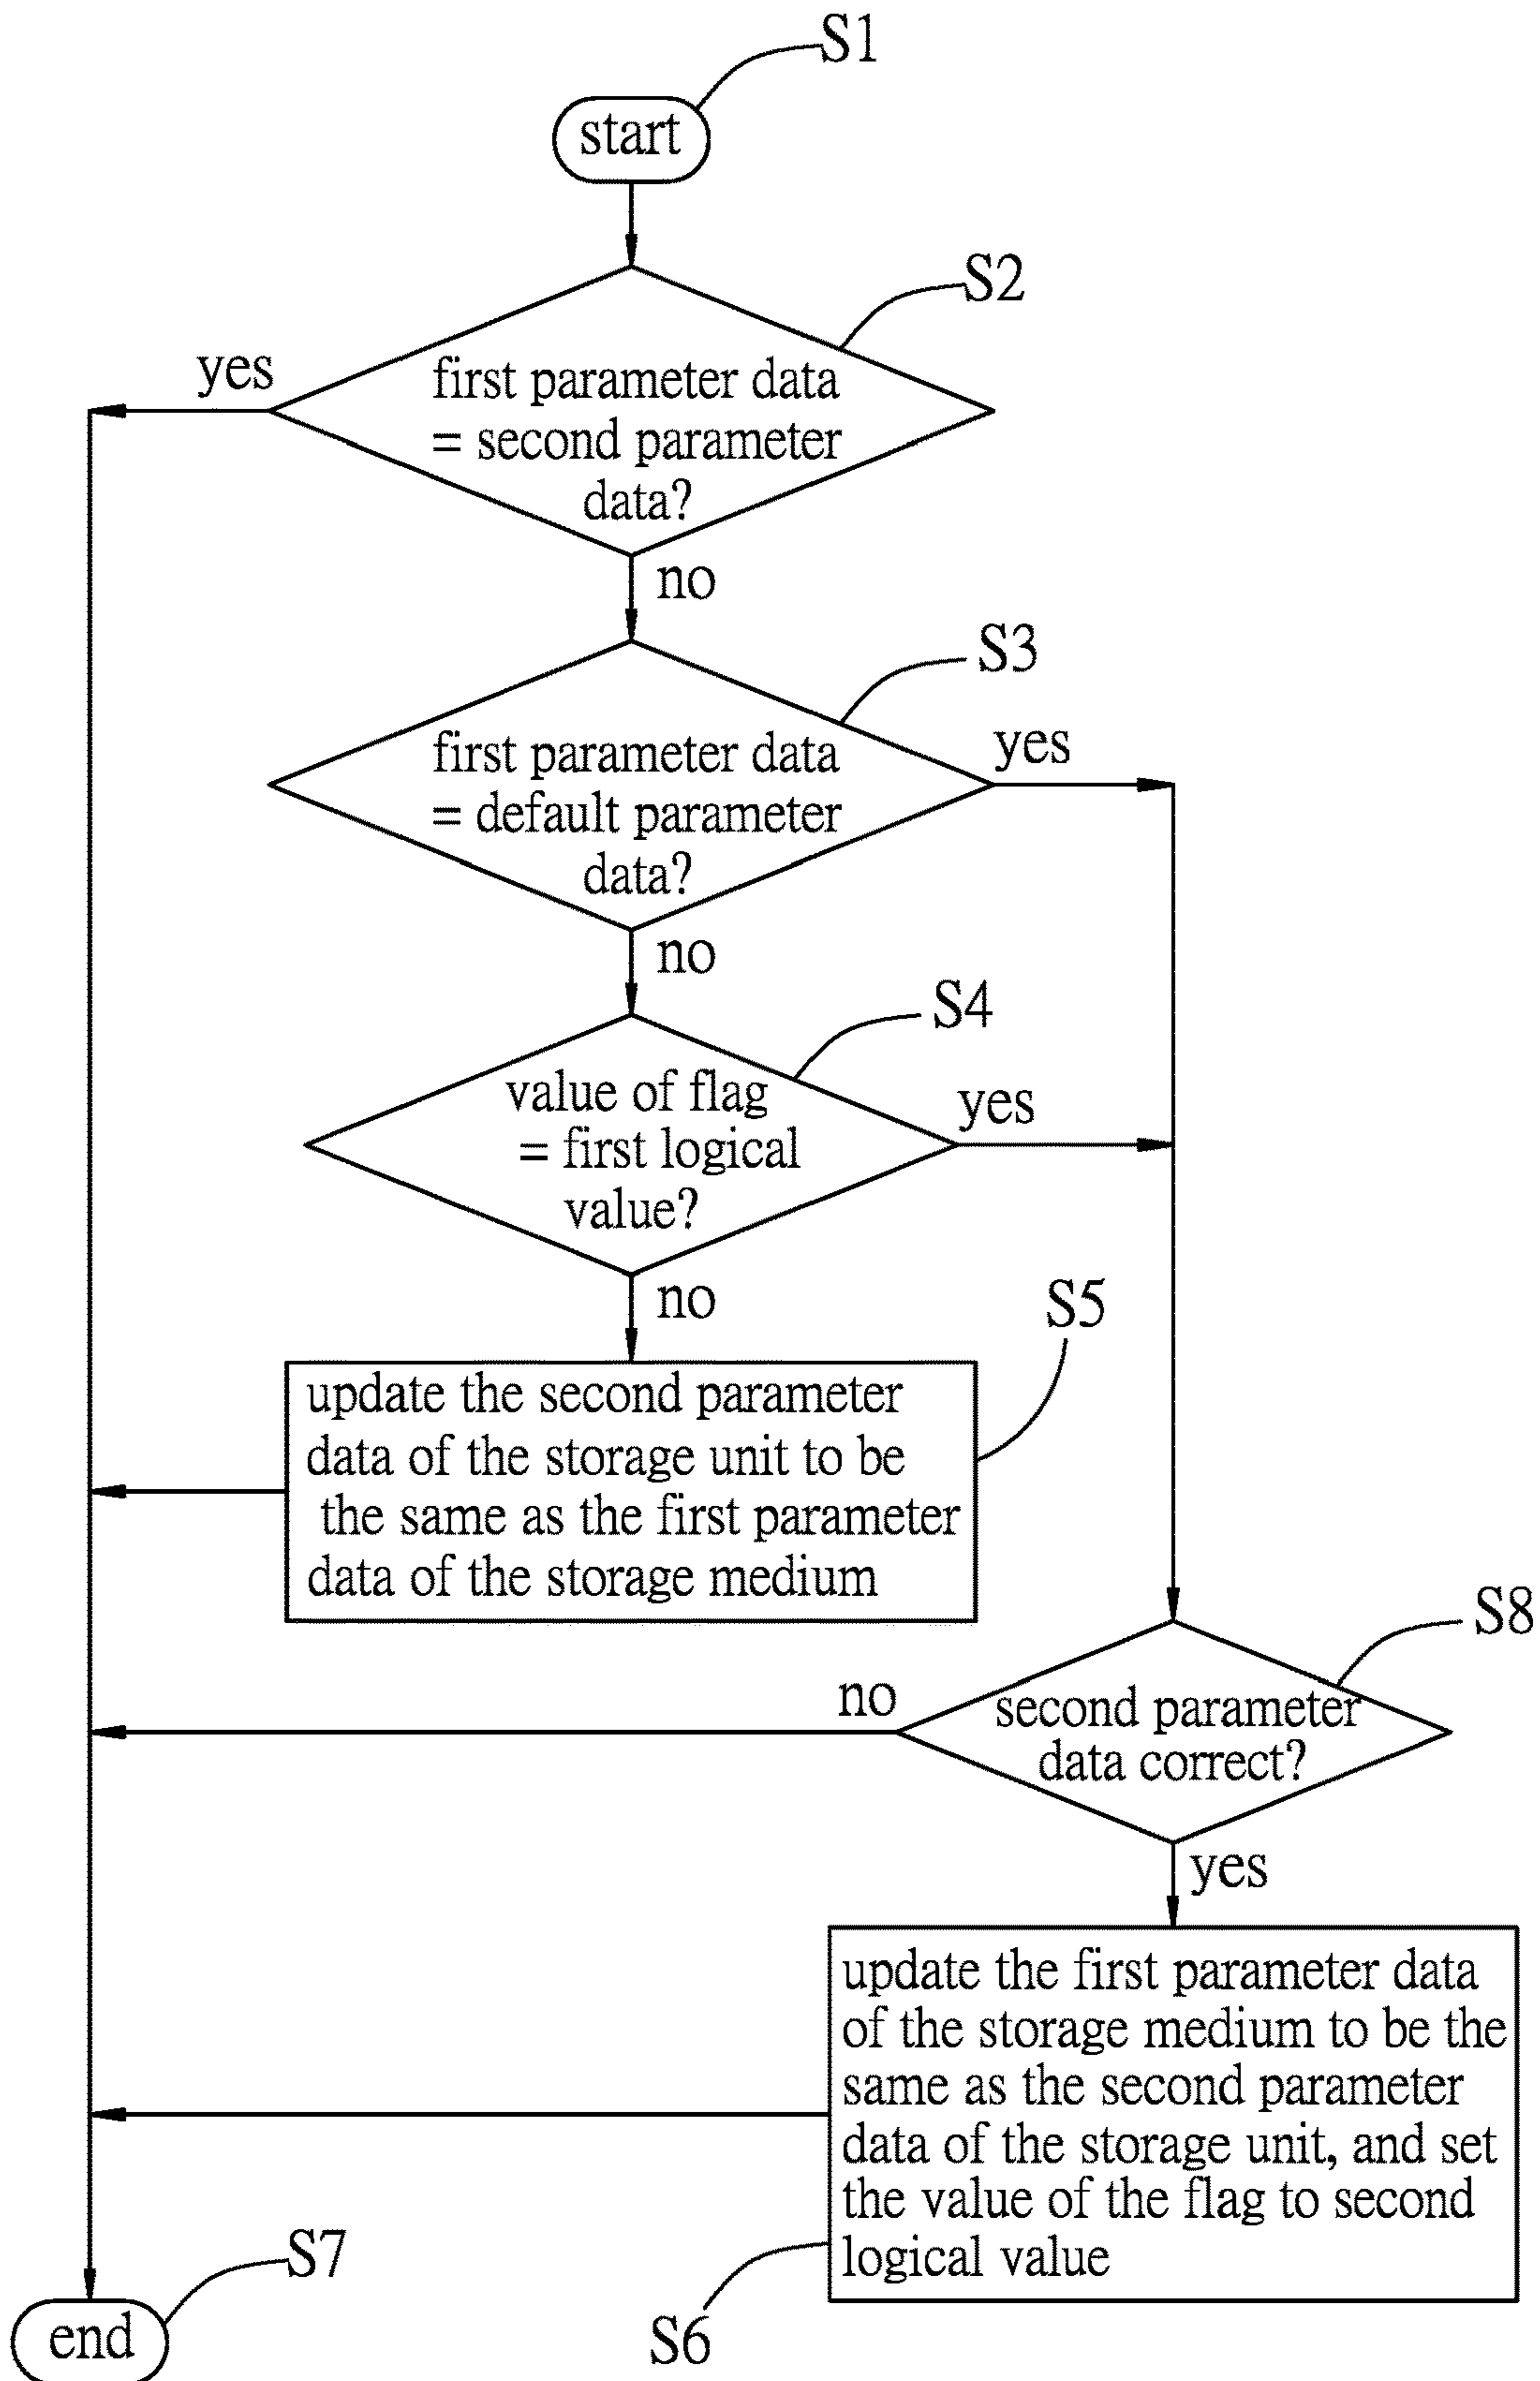 S1
start
S2
yes
first parameter data
= second parameter
data?
no
S3
first parameter data
= default parameter
data?
yes
no
S4
value of flag
= first logical
value?
yes
no
S5
update the second parameter
data of the storage unit to be
the same as the first parameter
data of the storage medium
S8
no
second parameter
data correct?
yes
update the first parameter data
of the storage medium to be the
same as the second parameter
data of the storage unit, and set
the value of the flag to second
logical value
S7
end
S6